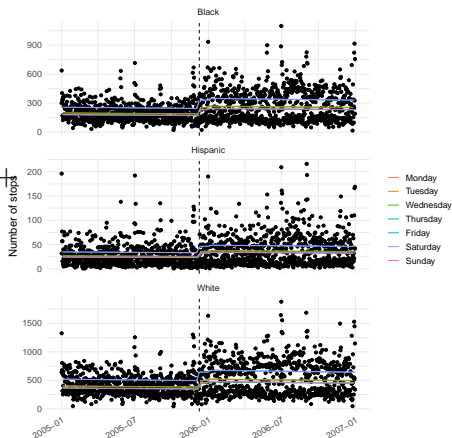 Black
900
600
300
0
Hispanic
200
150
100
50
0
Number of stops
Monday
Tuesday
Wednesday
Thursday
Friday
Saturday
Sunday
White
1500
1000
500
0
2005-01
2005-07
2006-01
2006-07
2007-01